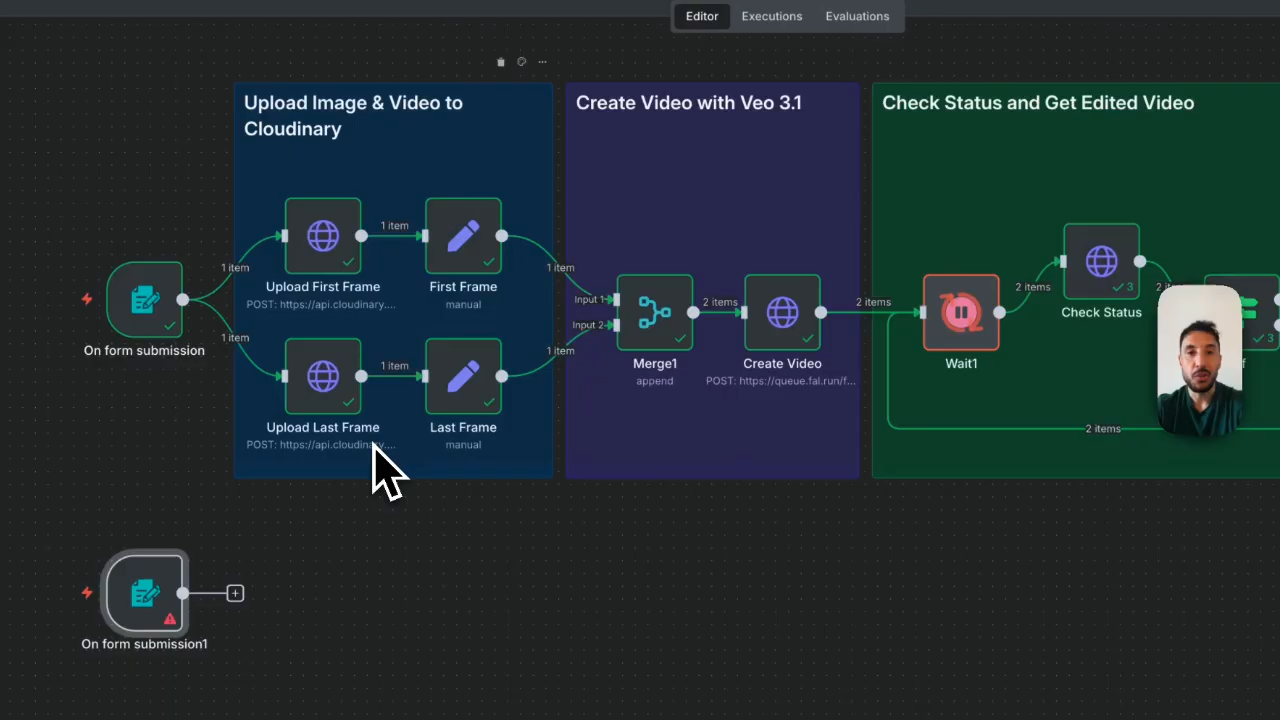 Editor
Executions
Evaluations
Upload Image & Video to
Cloudinary
Create Video with Veo 3.1
Check Status and Get Edited Video
1 item
1 item
1 item
Upload First Frame
POST: https://api.cloudinary....
First Frame
manual
Input 1
Input 2
2 items
2 items
2 items
Check Status
3
3
On form submission
1 item
1 item
1 item
Merge1
append
Create Video
POST: https://queue.fal.run/f...
Wait1
Upload Last Frame
POST: https://api.cloudinary....
Last Frame
manual
2 items
On form submission1